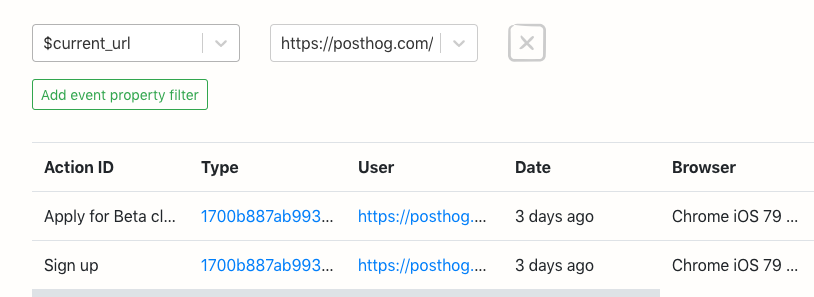 $current_url https://posthog.com/
Add event property filter
Action ID Type User Date Browser
Apply for Beta cl... 1700b887ab993... https://posthog.... 3 days ago Chrome iOS 79 ...
Sign up 1700b887ab993... https://posthog.... 3 days ago Chrome iOS 79 ...